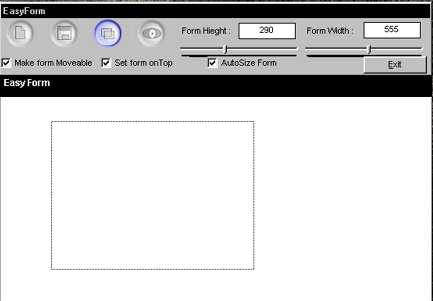 EasyForm
Form Hieght : 290 Form Width : 555
Make form Moveable Set form onTop AutoSize Form Exit
Easy Form